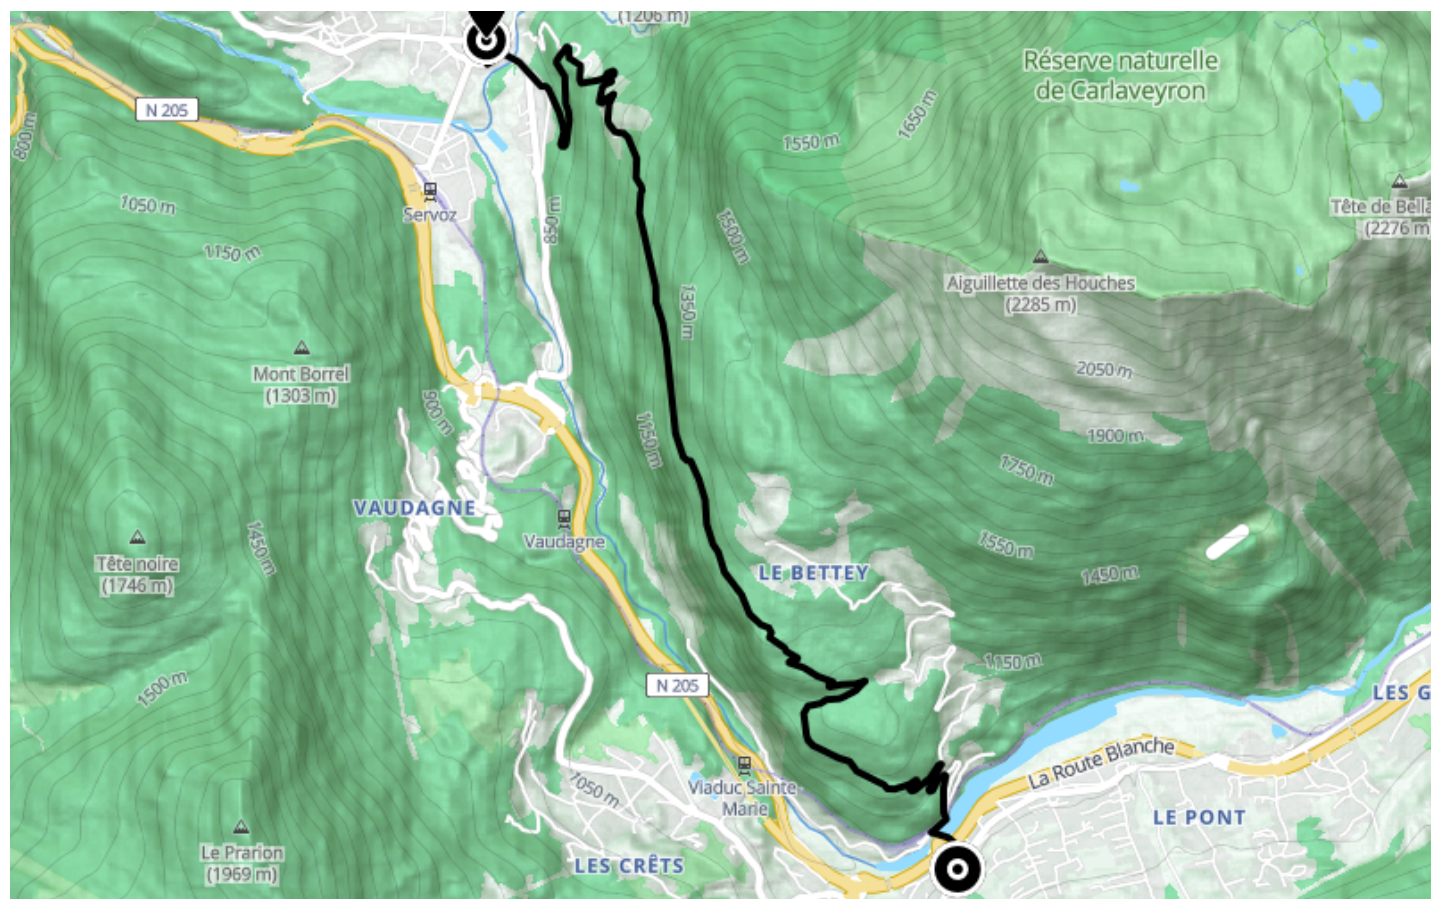 (1206 m)
Réserve naturelle
de Carlaveyron
N 205
800 m
1650 m
1550 m
Tête de Bella
(2276 m
1050 m
Servoz
850 m
1500 m
1150 m
Aiguillette des Houches
(2285 m)
1350 m
Mont Borrel
(1303 m)
2050 m
900 m
1150 m
1900 m
1750 m
VAUDAGNE
Vaudagne
1450 m
1550 m
Tête noire
(1746 m)
LE BETTEY
1450 m
1150 m
1500 m
N 205
LES G
La Route Blanche
1050 m
Viaduc Sainte
Marie
LE PONT
Le Prarion
(1969 m)
LES CRÊTS